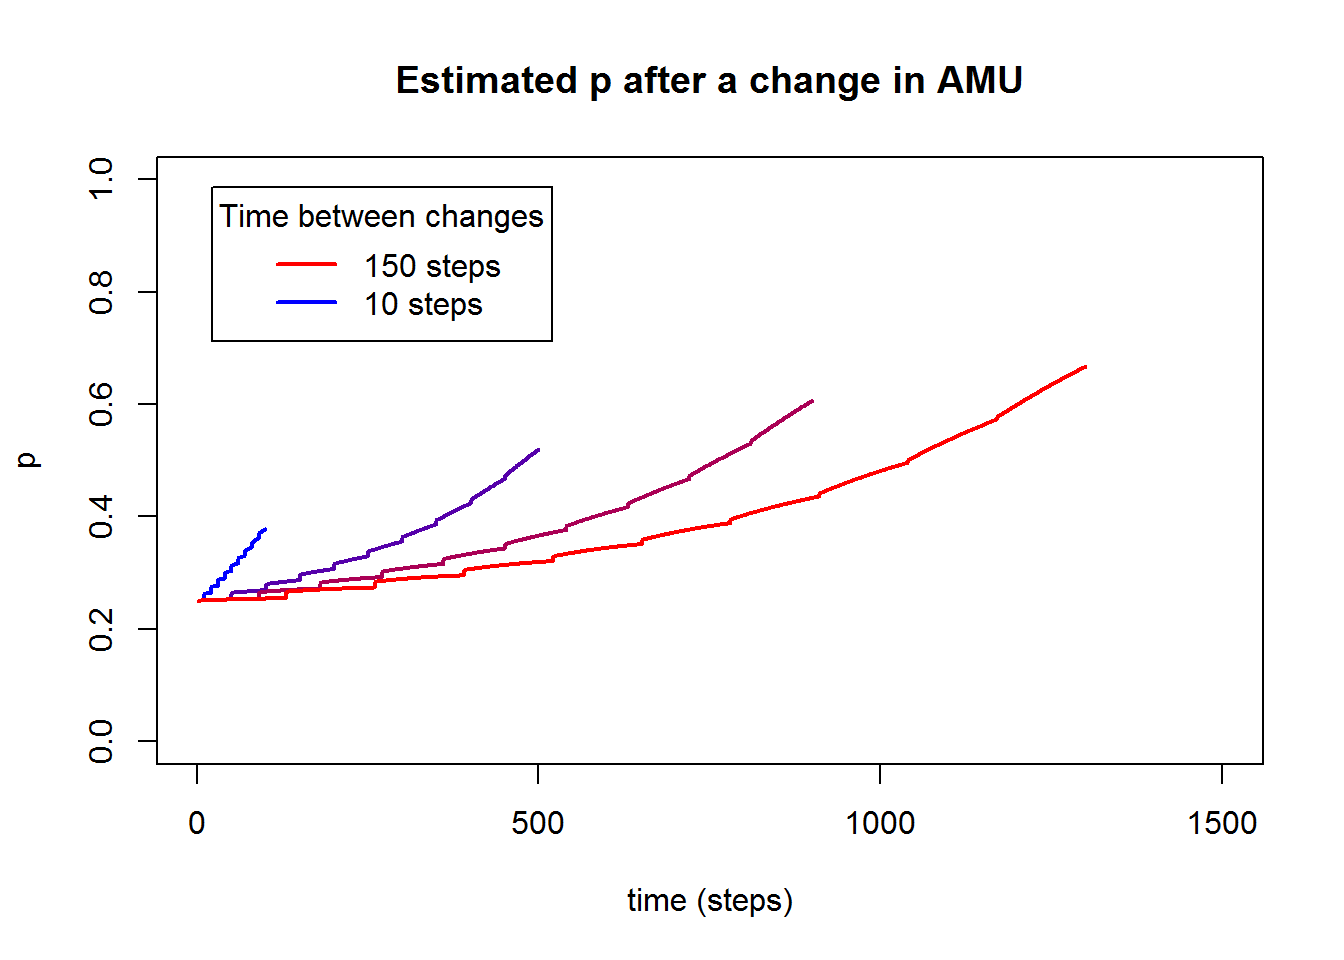 Estimated p after a change in AMU
Time between changes
150 steps
10 steps
1.0
0.8
0.6
0.4
0.2
0.0
p
0 500 1000 1500
time (steps)